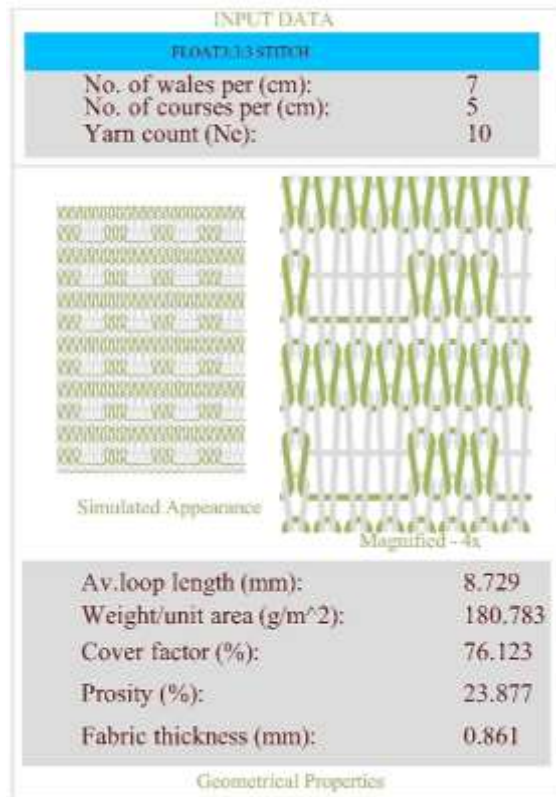 INPUT DATA
FLOAT3:3:3 STITCH
No. of wales per (cm): 7
No. of courses per (cm): 5
Yarn count (Ne): 10
Simulated Appearance
Magnified - 4x
Av.loop length (mm): 8.729
Weight/unit area (g/m^2): 180.783
Cover factor (%): 76.123
Prosity (%): 23.877
Fabric thickness (mm): 0.861
Geometrical Properties